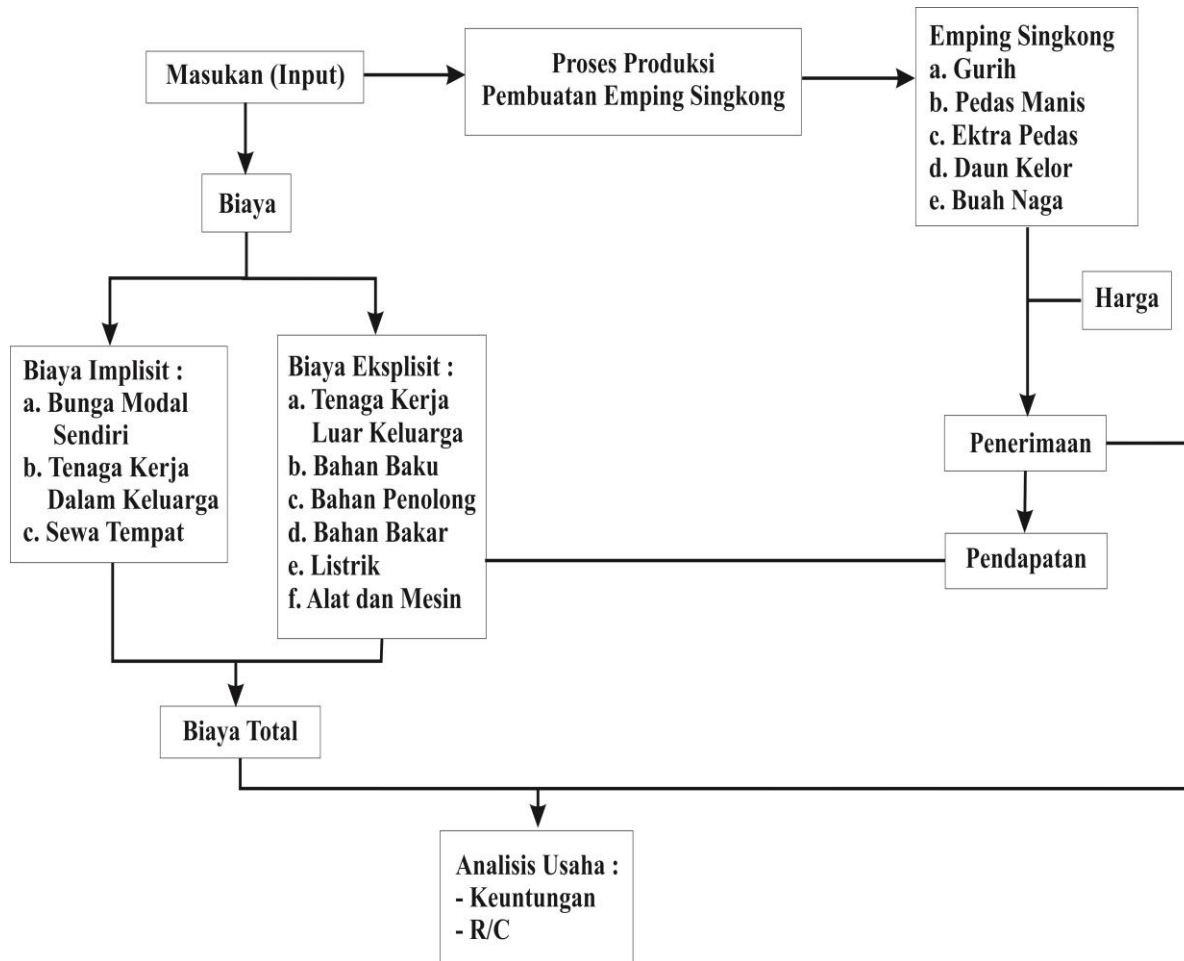 Masukan (Input)
Proses Produksi
Pembuatan Emping Singkong
Emping Singkong
a. Gurih
b. Pedas Manis
c. Ektra Pedas
d. Daun Kelor
e. Buah Naga
Biaya
Harga
Biaya Implisit :
a. Bunga Modal
Sendiri
b. Tenaga Kerja
Dalam Keluarga
c. Sewa Tempat
Biaya Eksplisit :
a. Tenaga Kerja
Luar Keluarga
b. Bahan Baku
c. Bahan Penolong
d. Bahan Bakar
e. Listrik
f. Alat dan Mesin
Penerimaan
Pendapatan
Biaya Total
Analisis Usaha :
- Keuntungan
- R/C